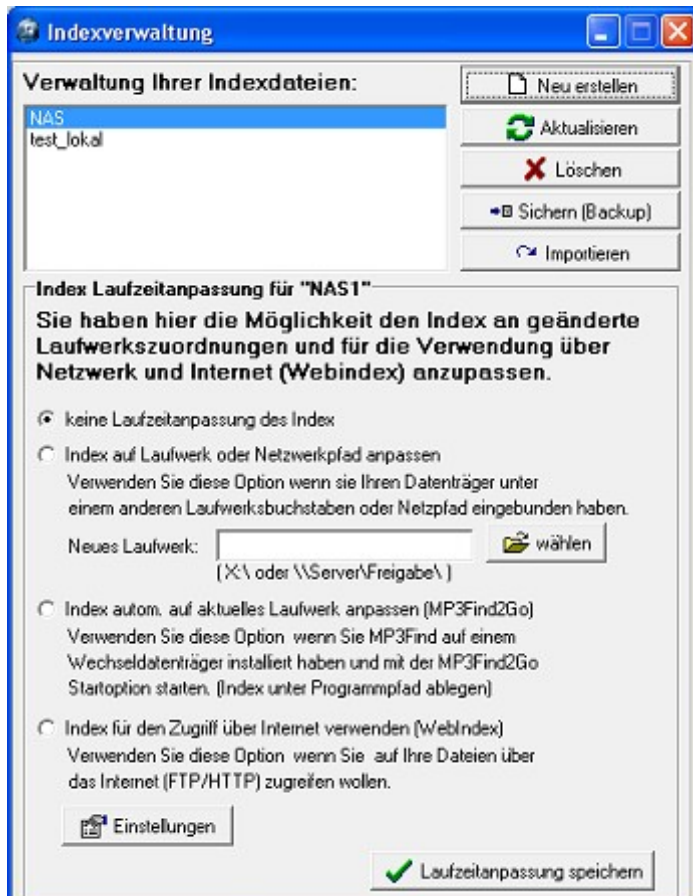 Indexverwaltung
Verwaltung Ihrer Indexdateien:
NAS
test_lokal
Neu erstellen
Aktualisieren
Löschen
Sichern (Backup)
Importieren
Index Laufzeitanpassung für "NAS1"
Sie haben hier die Möglichkeit den Index an geänderte
Laufwerkszuordnungen und für die Verwendung über
Netzwerk und Internet (Webindex) anzupassen.
keine Laufzeitanpassung des Index
Index auf Laufwerk oder Netzwerkpfad anpassen
Verwenden Sie diese Option wenn sie Ihren Datenträger unter
einem anderen Laufwerksbuchstaben oder Netzpfad eingebunden haben.
Neues Laufwerk:
wählen
( X:\ oder \\Server\Freigabe\ )
Index autom. auf aktuelles Laufwerk anpassen (MP3Find2Go)
Verwenden Sie diese Option wenn Sie MP3Find auf einem
Wechseldatenträger installiert haben und mit der MP3Find2Go
Startoption starten. (Index unter Programmpfad ablegen)
Index für den Zugriff über Internet verwenden (WebIndex)
Verwenden Sie diese Option wenn Sie auf Ihre Dateien über
das Internet (FTP/HTTP) zugreifen wollen.
Einstellungen
Laufzeitanpassung speichern